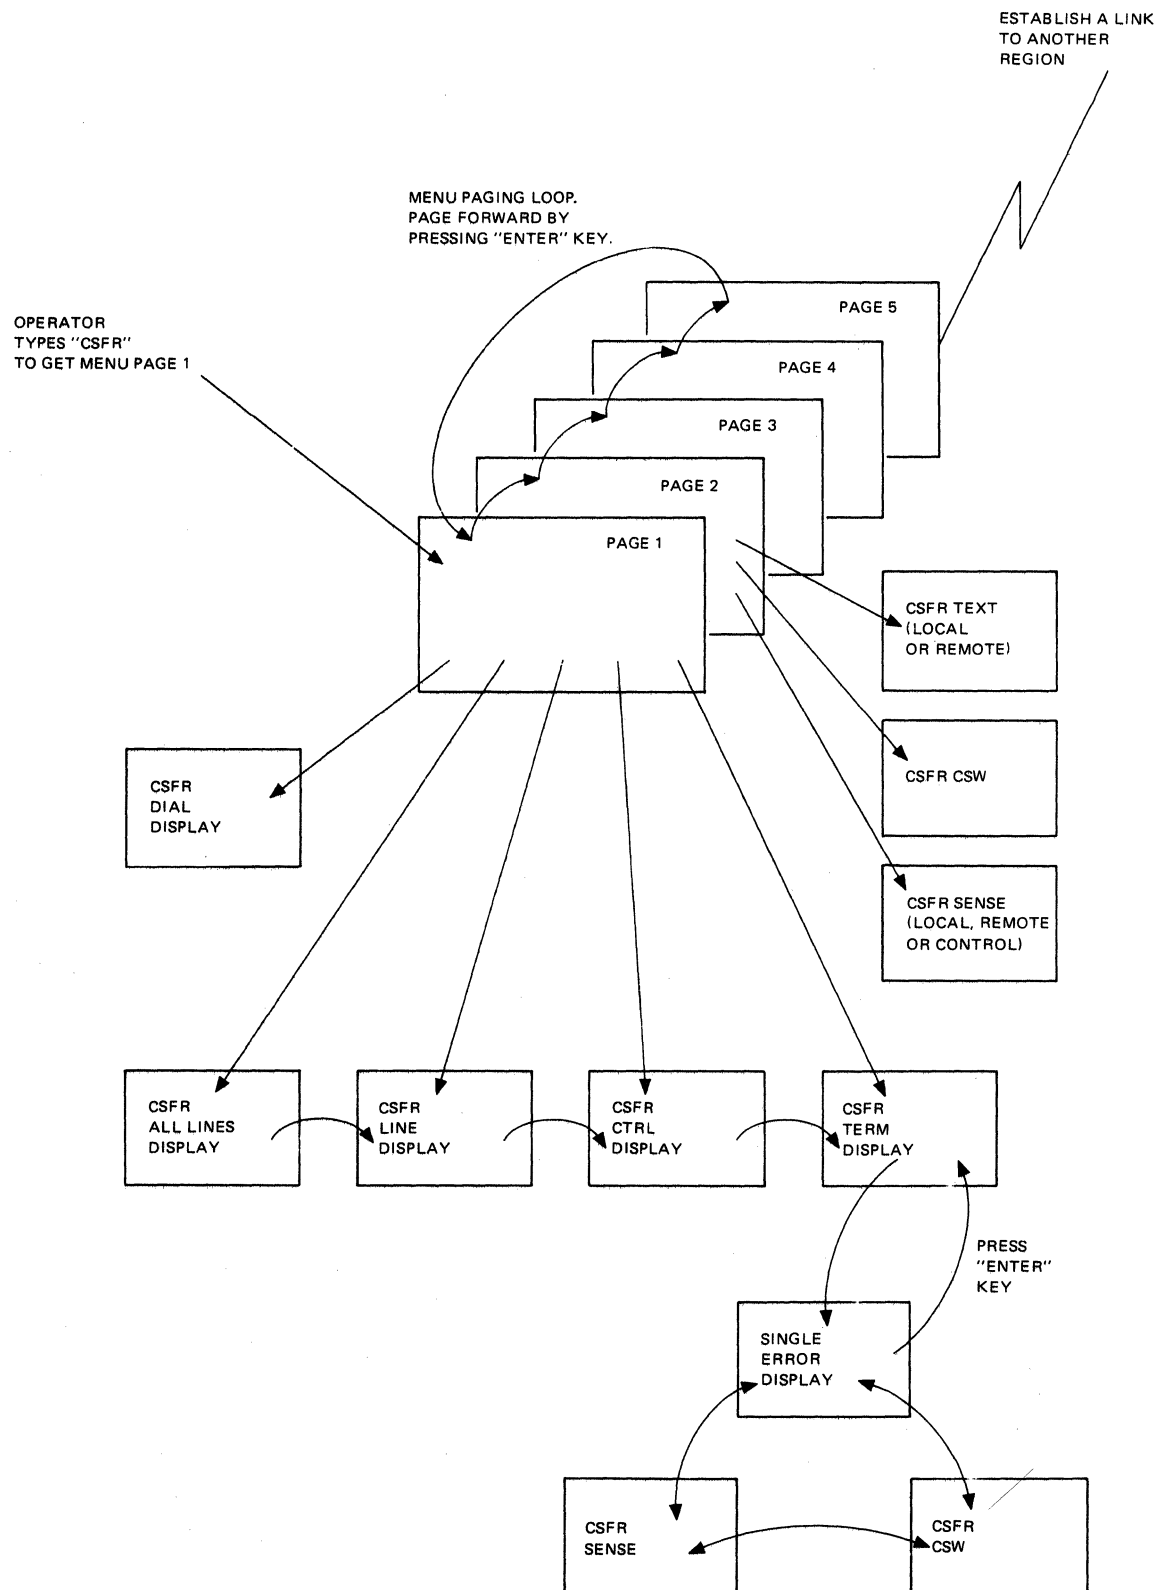 ESTABLISH A LINK
TO ANOTHER
REGION
MENU PAGING LOOP.
PAGE FORWARD BY
PRESSING "ENTER" KEY.
PAGE 5
OPERATOR
TYPES "CSFR"
TO GET MENU PAGE 1
PAGE 4
PAGE 3
PAGE 2
PAGE 1
CSFR TEXT
(LOCAL
OR REMOTE)
CSFR CSW
CSFR
DIAL
DISPLAY
CSFR SENSE
(LOCAL, REMOTE
OR CONTROL)
CSFR
ALL LINES
DISPLAY
CSFR
LINE
DISPLAY
CSFR
CTRL
DISPLAY
CSFR
TERM
DISPLAY
PRESS
"ENTER"
KEY
SINGLE
ERROR
DISPLAY
CSFR
SENSE
CSFR
CSW